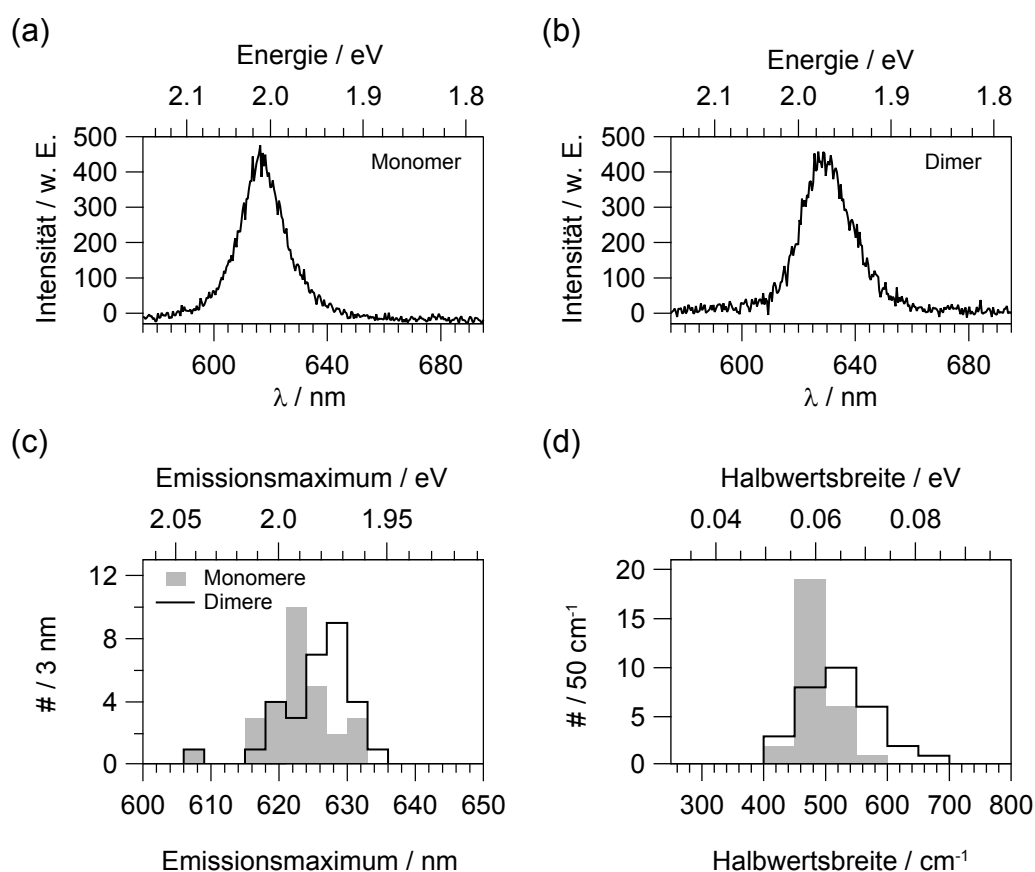 (a)
Energie / eV
2.1 2.0 1.9 1.8
500
400
300
200
100
0
Intensität / w. E.
Monomer
600 640 680
λ / nm
(b)
Energie / eV
2.1 2.0 1.9 1.8
500
400
300
200
100
0
Intensität / w. E.
Dimer
600 640 680
λ / nm
(c)
Emissionsmaximum / eV
2.05 2.0 1.95
12
8
4
0
# / 3 nm
Monomere
Dimere
600 610 620 630 640 650
Emissionsmaximum / nm
(d)
Halbwertsbreite / eV
0.04 0.06 0.08
20
15
10
5
0
# / 50 cm⁻¹
300 400 500 600 700 800
Halbwertsbreite / cm⁻¹